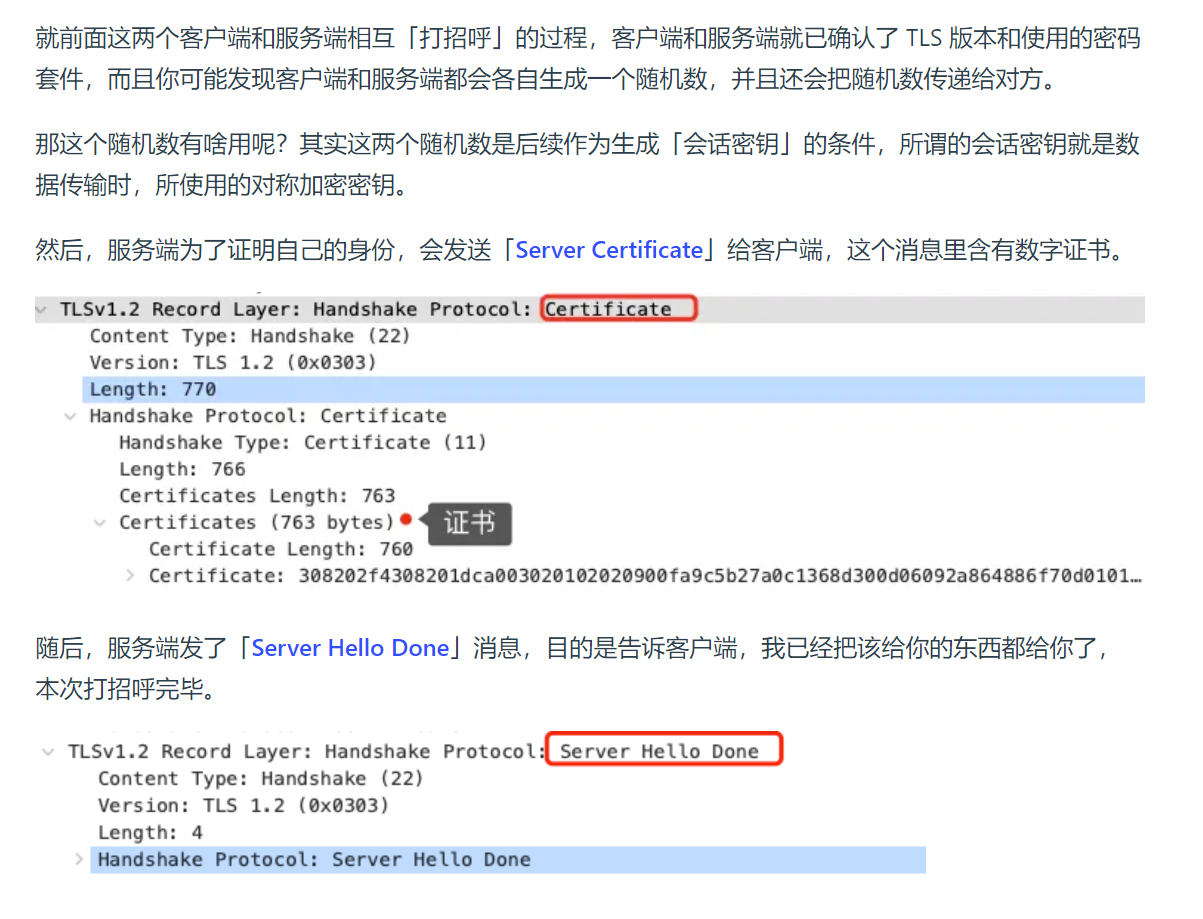 就前面这两个客户端和服务端相互「打招呼」的过程，客户端和服务端就已确认了 TLS 版本和使用的密码
套件，而且你可能发现客户端和服务端都会各自生成一个随机数，并且还会把随机数传递给对方。
那这个随机数有啥用呢？其实这两个随机数是后续作为生成「会话密钥」的条件，所谓的会话密钥就是数
据传输时，所使用的对称加密密钥。
然后，服务端为了证明自己的身份，会发送「Server Certificate」给客户端，这个消息里含有数字证书。
TLSv1.2 Record Layer: Handshake Protocol: Certificate
Content Type: Handshake (22)
Version: TLS 1.2 (0x0303)
Length: 770
Handshake Protocol: Certificate
Handshake Type: Certificate (11)
Length: 766
Certificates Length: 763
Certificates (763 bytes) 证书
Certificate Length: 760
Certificate: 308202f4308201dca003020102020900fa9c5b27a0c1368d300d06092a864886f70d0101…
随后，服务端发了「Server Hello Done」消息，目的是告诉客户端，我已经把该给你的东西都给你了，
本次打招呼完毕。
TLSv1.2 Record Layer: Handshake Protocol: Server Hello Done
Content Type: Handshake (22)
Version: TLS 1.2 (0x0303)
Length: 4
Handshake Protocol: Server Hello Done